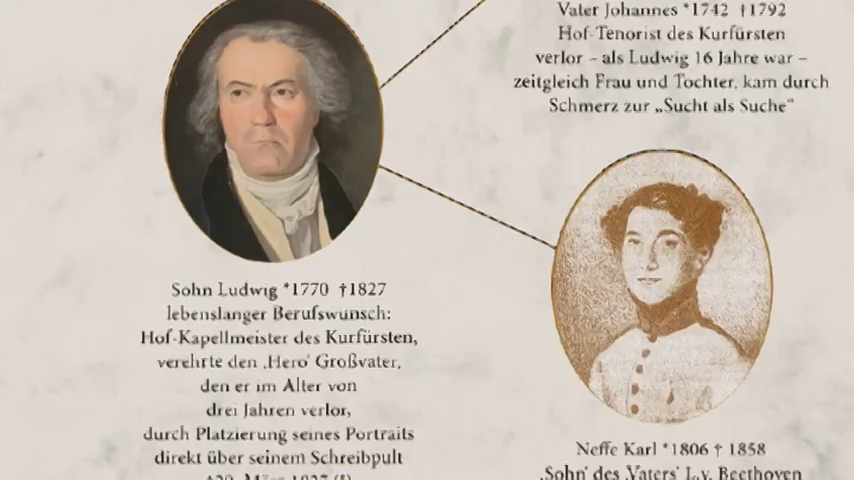 Vater Johannes *1742 †1792
Hof-Tenorist des Kurfürsten
verlor – als Ludwig 16 Jahre war –
zeitgleich Frau und Tochter, kam durch
Schmerz zur „Sucht als Suche“
Sohn Ludwig *1770 †1827
lebenslanger Berufswunsch:
Hof-Kapellmeister des Kurfürsten,
verehrte den ‚Hero‘ Großvater,
den er im Alter von
drei Jahren verlor,
durch Platzierung seines Portraits
direkt über seinem Schreibpult
Neffe Karl *1806 † 1858
‚Sohn‘ des ‚Vaters‘ L.v. Beethoven